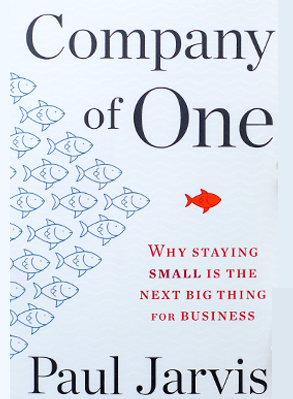 Company
of One
WHY STAYING
SMALL IS THE
NEXT BIG THING
FOR BUSINESS
Paul Jarvis